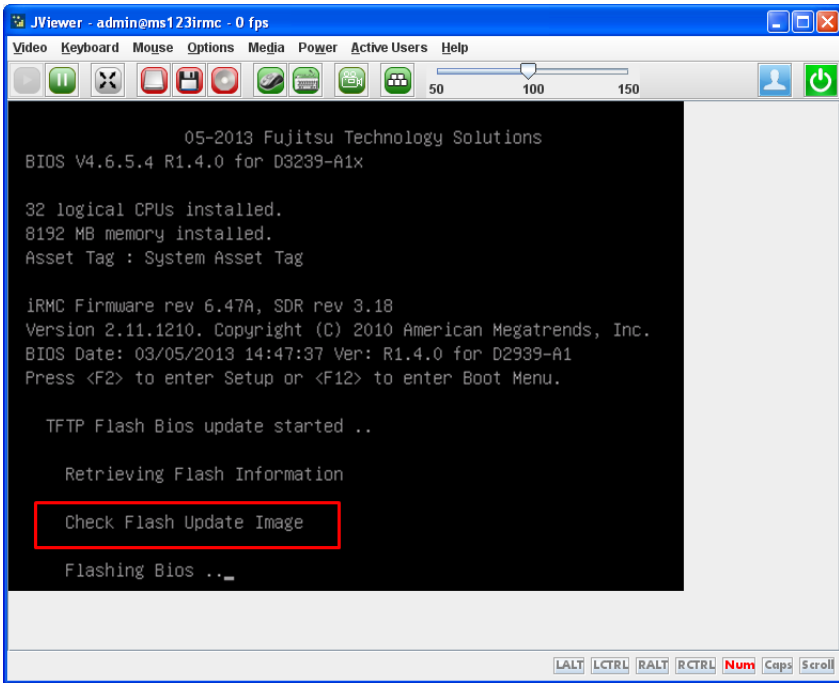 JViewer - admin@ms123irmc - 0 fps
Video Keyboard Mouse Options Media Power Active Users Help
50 100 150
05-2013 Fujitsu Technology Solutions
BIOS V4.6.5.4 R1.4.0 for D3239-A1x
32 logical CPUs installed.
8192 MB memory installed.
Asset Tag : System Asset Tag
iRMC Firmware rev 6.47A, SDR rev 3.18
Version 2.11.1210. Copyright (C) 2010 American Megatrends, Inc.
BIOS Date: 03/05/2013 14:47:37 Ver: R1.4.0 for D2939-A1
Press <F2> to enter Setup or <F12> to enter Boot Menu.
TFTP Flash Bios update started ..
Retrieving Flash Information
Check Flash Update Image
Flashing Bios .._
LALT LCTRL RALT RCTRL Num Caps Scroll